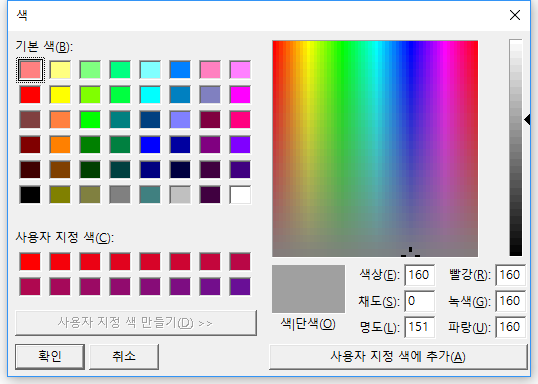 색
기본 색(B):
사용자 지정 색(C):
사용자 지정 색 만들기(D) >>
확인
취소
색|단색(O)
색상(E): 160
채도(S): 0
명도(L): 151
빨강(R): 160
녹색(G): 160
파랑(U): 160
사용자 지정 색에 추가(A)